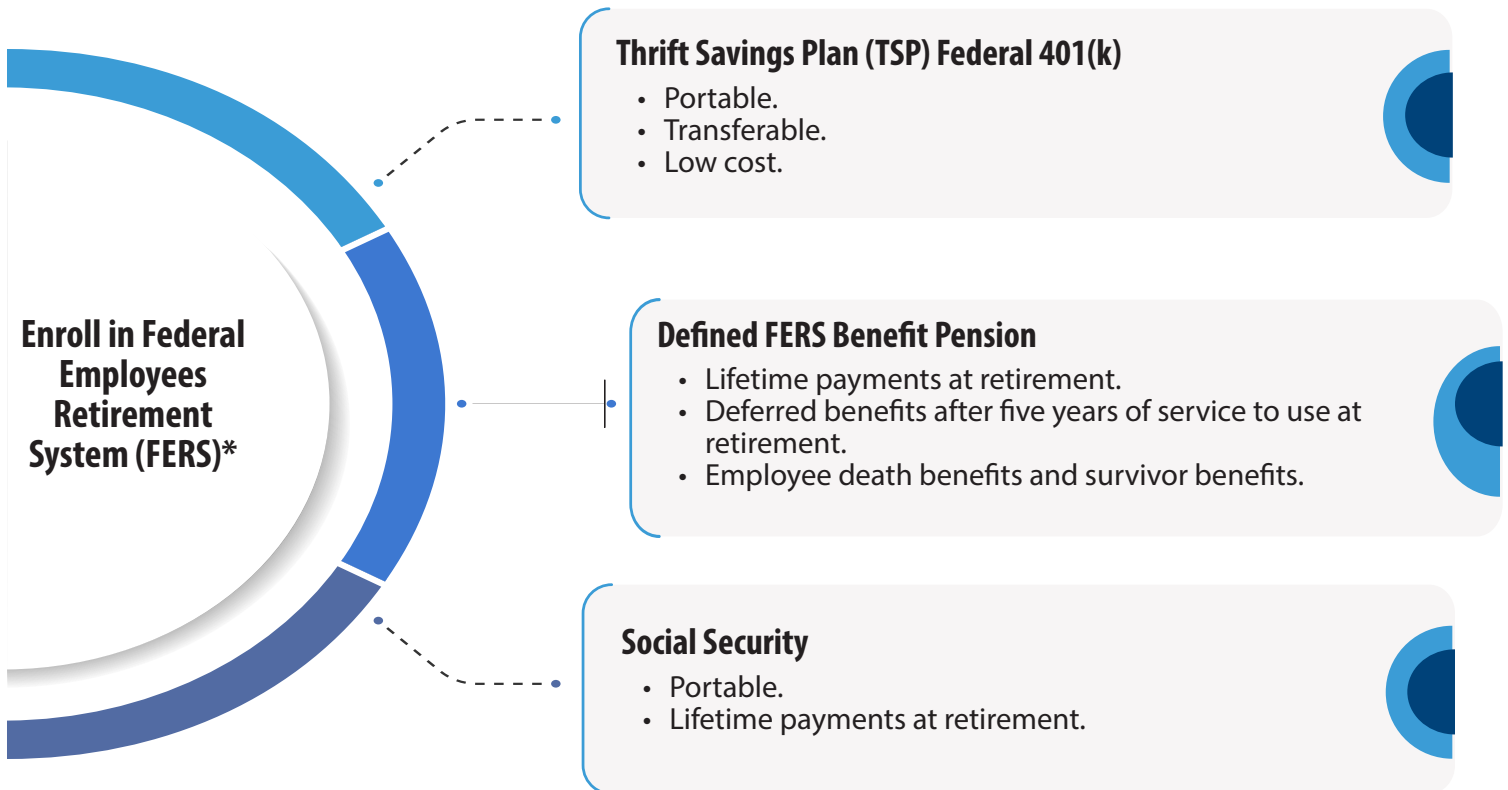 Enroll in Federal
Employees
Retirement
System (FERS)*
Thrift Savings Plan (TSP) Federal 401(k)
• Portable.
• Transferable.
• Low cost.
Defined FERS Benefit Pension
• Lifetime payments at retirement.
• Deferred benefits after five years of service to use at
retirement.
• Employee death benefits and survivor benefits.
Social Security
• Portable.
• Lifetime payments at retirement.